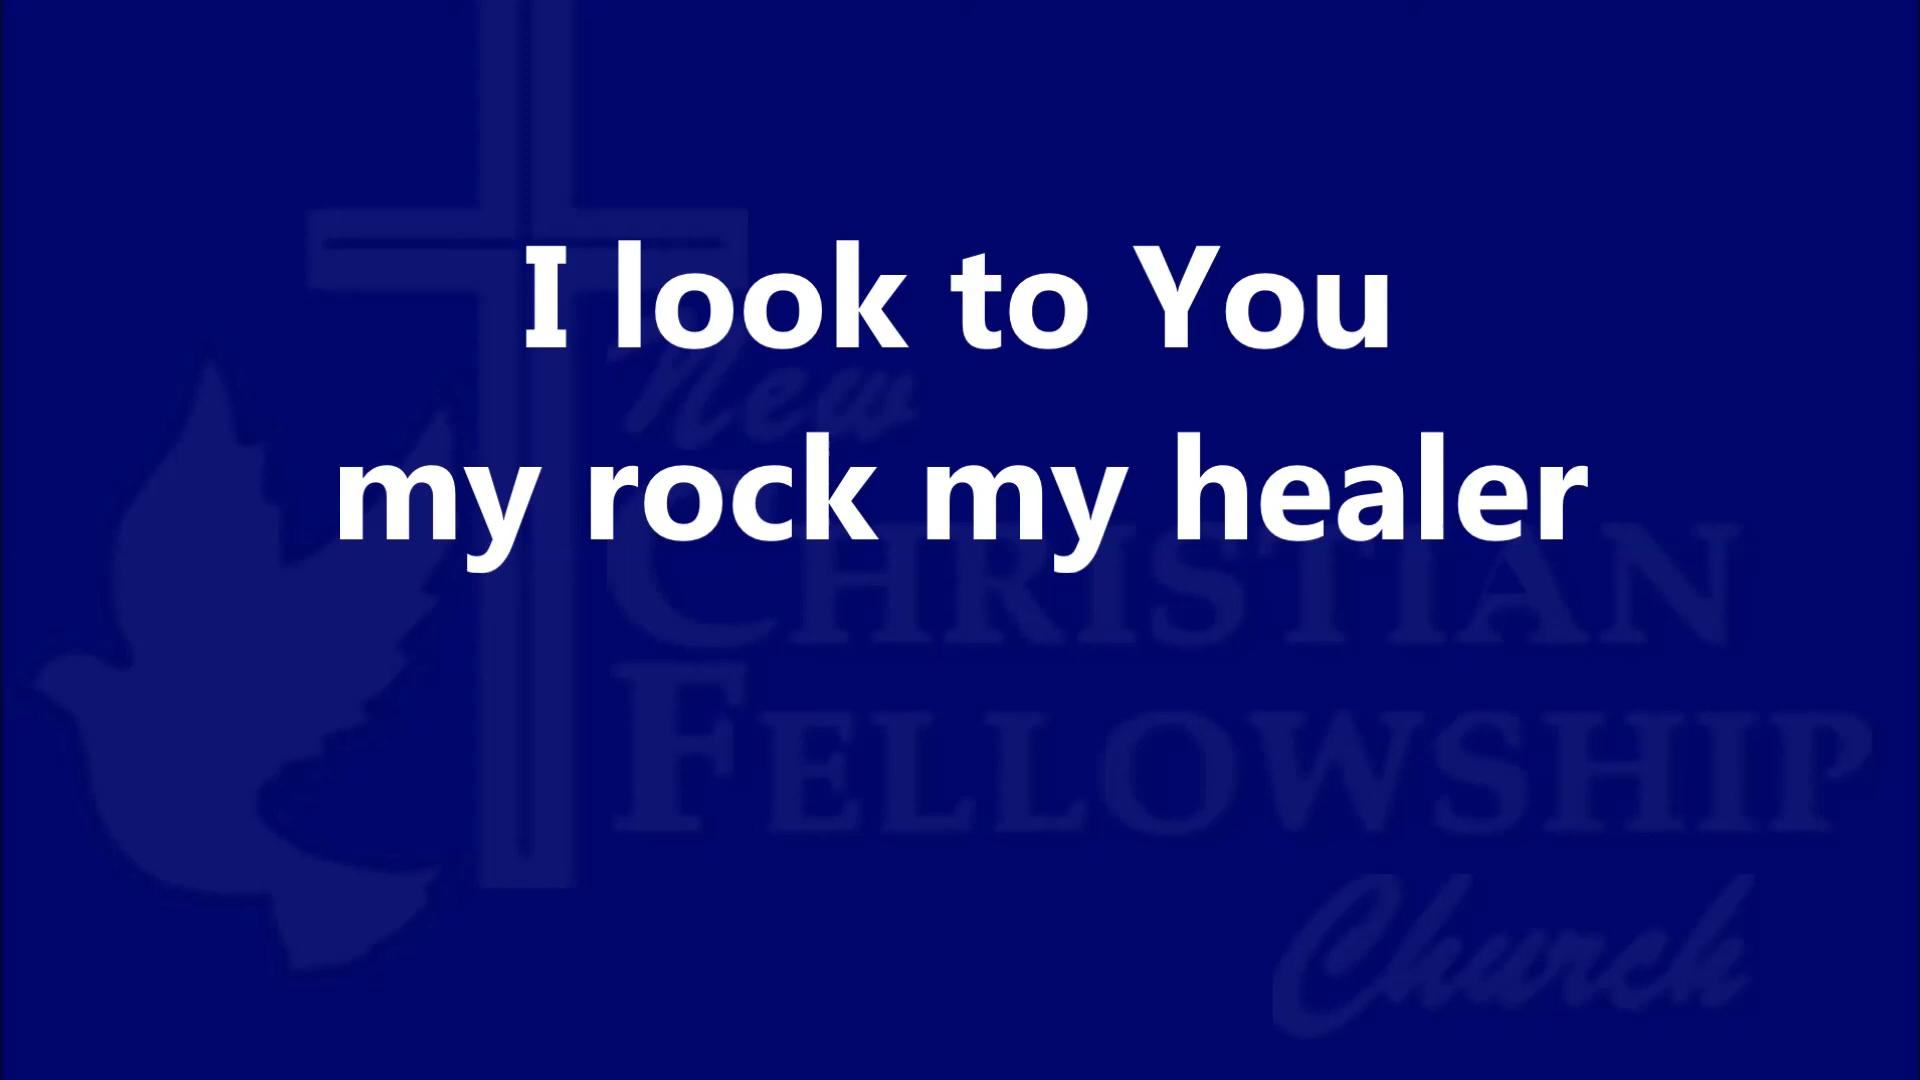 I look to You
my rock my healer
New
CHRISTIAN
FELLOWSHIP
Church